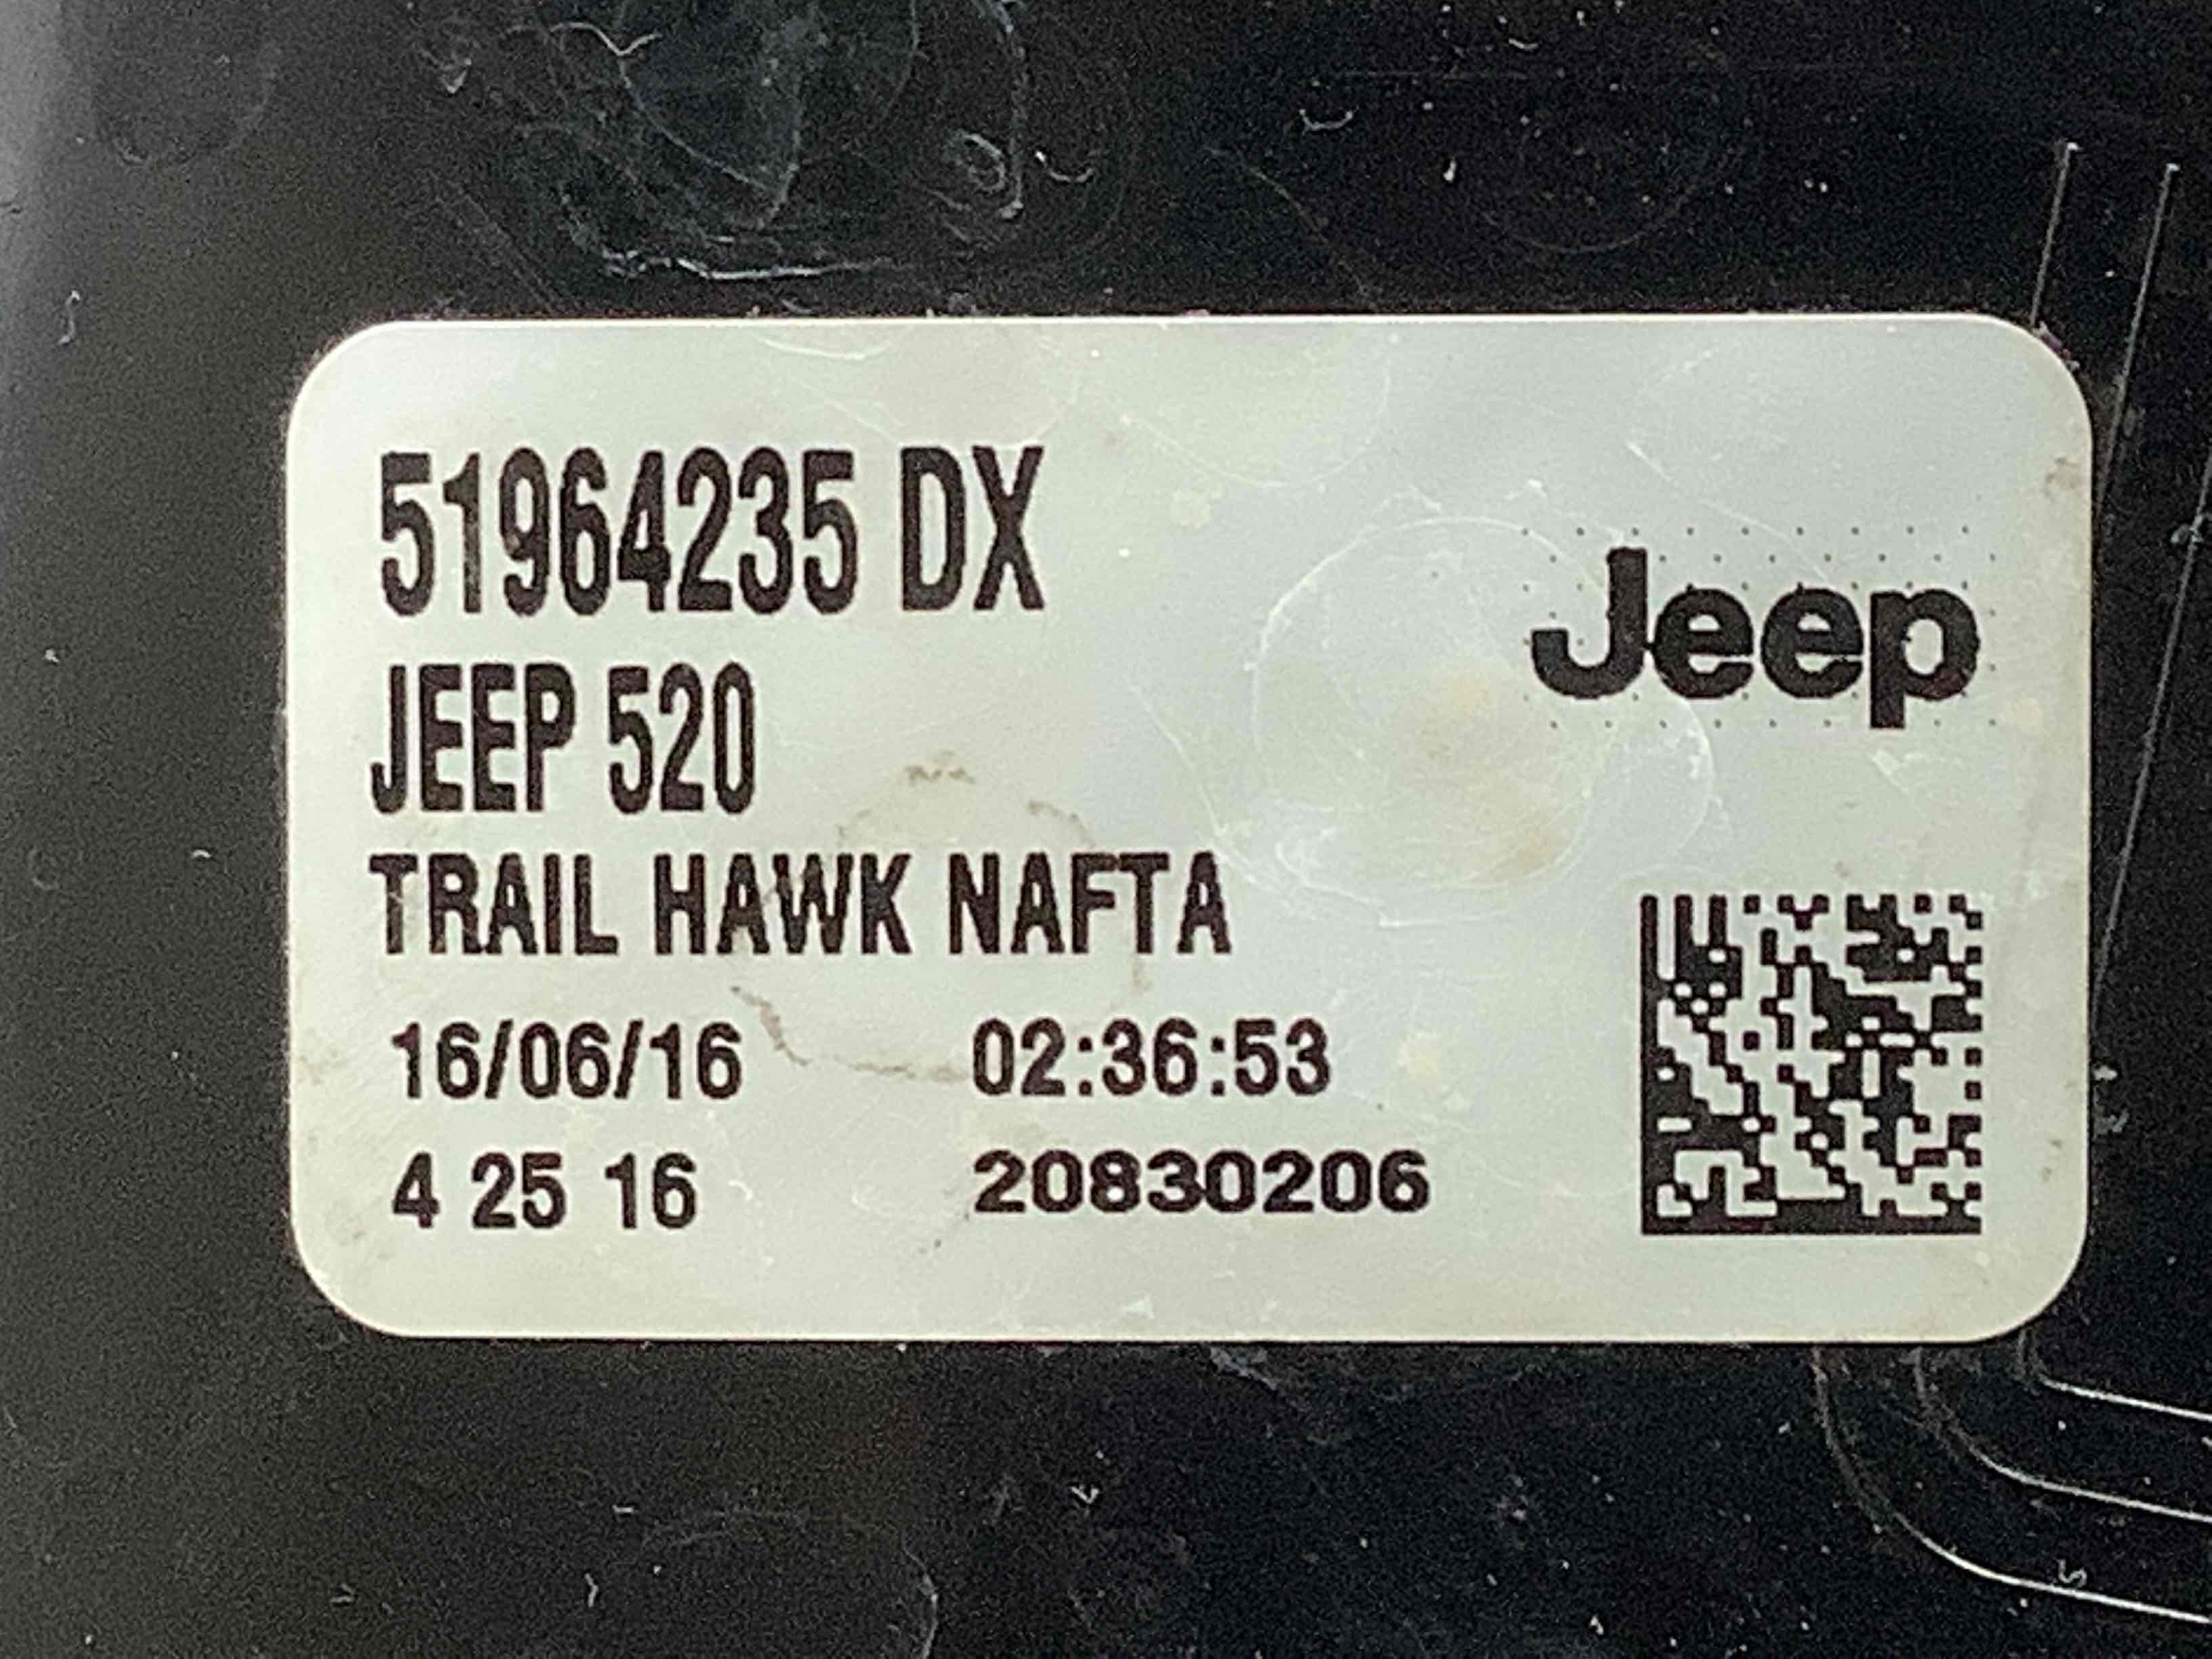 51964235 DX
Jeep
JEEP 520
TRAIL HAWK NAFTA
16/06/16 02:36:53
4 25 16 20830206